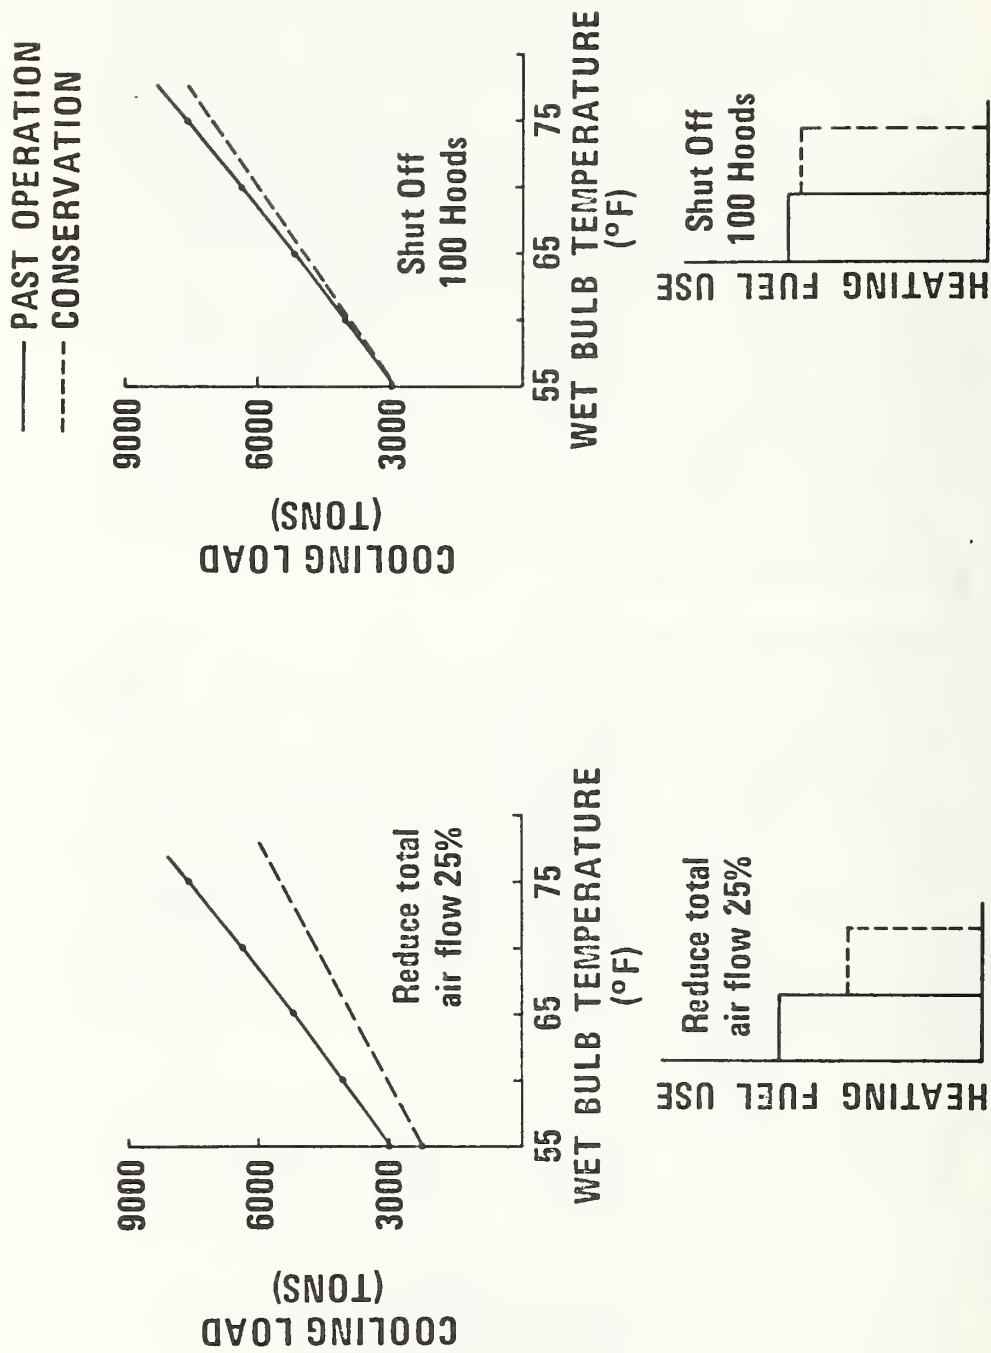 PAST OPERATION
CONSERVATION
COOLING LOAD
(TONS)
9000
6000
3000
Reduce total
air flow 25%
55 65 75
WET BULB TEMPERATURE
(°F)
COOLING LOAD
(TONS)
9000
6000
3000
Shut Off
100 Hoods
55 65 75
WET BULB TEMPERATURE
(°F)
HEATING FUEL USE
Reduce total
air flow 25%
HEATING FUEL USE
Shut Off
100 Hoods